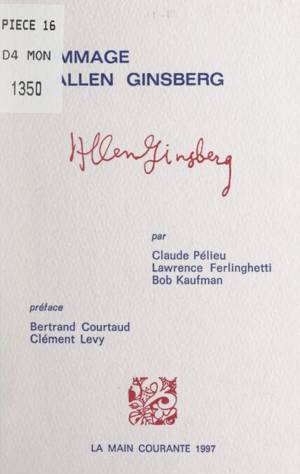 PIECE 16
D4 MON
1350
MMAGE
ALLEN GINSBERG
Allen Ginsberg
par
Claude Pélieu
Lawrence Ferlinghetti
Bob Kaufman
préface
Bertrand Courtaud
Clément Levy
LA MAIN COURANTE 1997